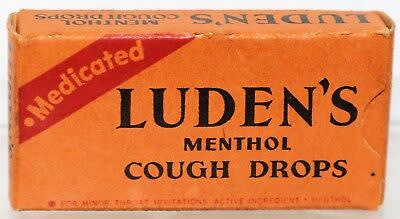 LUDEN'S
MENTHOL
COUGH DROPS
•Medicated
LUDEN'S
MENTHOL
COUGH DROPS
• FOR MINOR THROAT IRRITATIONS ACTIVE INGREDIENT • MENTHOL